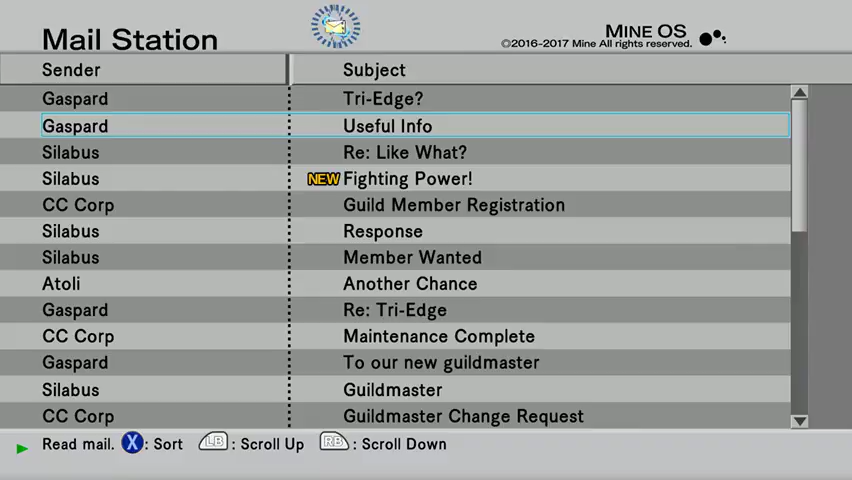 Mail Station
MINE OS
©2016-2017 Mine All rights reserved.
Sender Subject
Gaspard Tri-Edge?
Gaspard Useful Info
Silabus Re: Like What?
Silabus NEW Fighting Power!
CC Corp Guild Member Registration
Silabus Response
Silabus Member Wanted
Atoli Another Chance
Gaspard Re: Tri-Edge
CC Corp Maintenance Complete
Gaspard To our new guildmaster
Silabus Guildmaster
CC Corp Guildmaster Change Request
Read mail. X: Sort LB: Scroll Up RB: Scroll Down